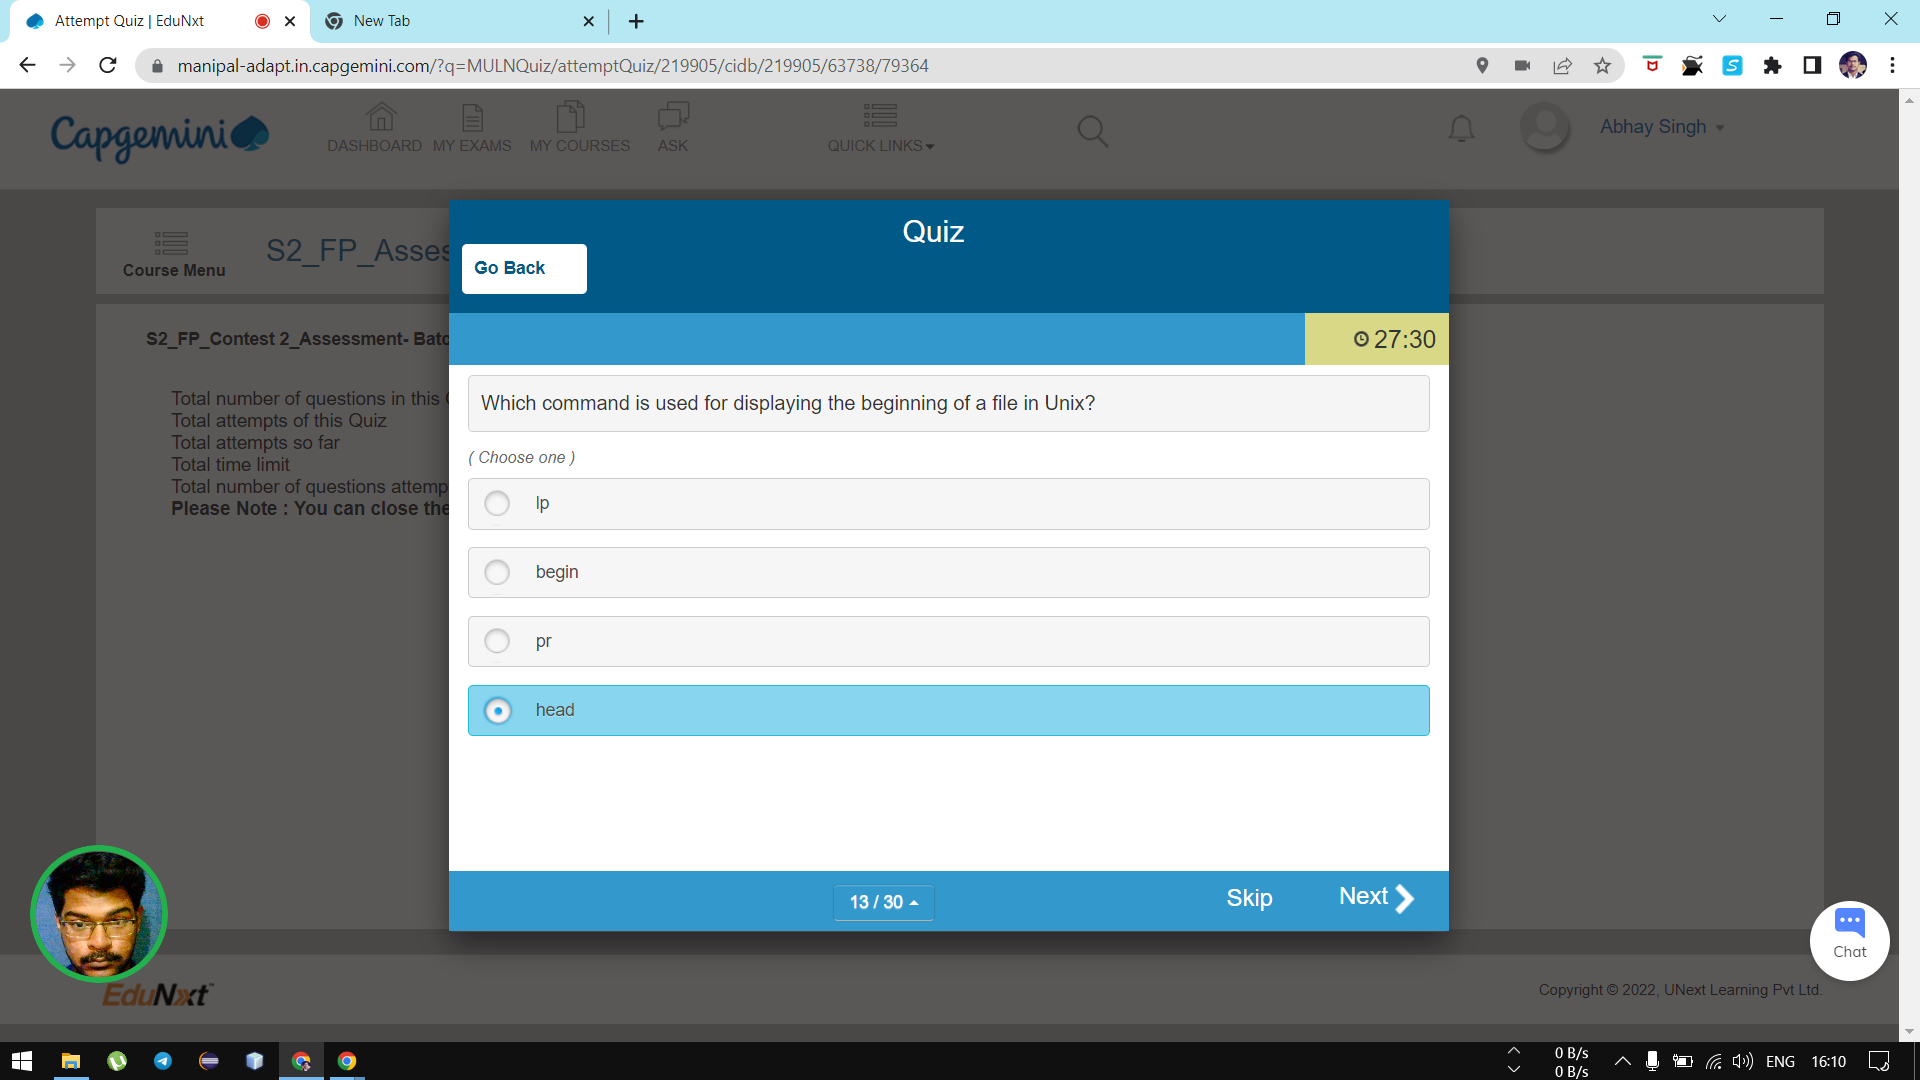 Attempt Quiz | EduNxt
New Tab
manipal-adapt.in.capgemini.com/?q=MULNQuiz/attemptQuiz/219905/cidb/219905/63738/79364
Capgemini
DASHBOARD
MY EXAMS
MY COURSES
ASK
QUICK LINKS
Abhay Singh
Course Menu
S2_FP_Asses
Quiz
Go Back
27:30
S2_FP_Contest 2_Assessment- Batc
Total number of questions in this
Total attempts of this Quiz
Total attempts so far
Total time limit
Total number of questions attemp
Please Note : You can close the
Which command is used for displaying the beginning of a file in Unix?
( Choose one )
lp
begin
pr
head
13 / 30
Skip
Next
Chat
EduNxt
Copyright © 2022, UNext Learning Pvt Ltd.
0 B/s
0 B/s
ENG
16:10